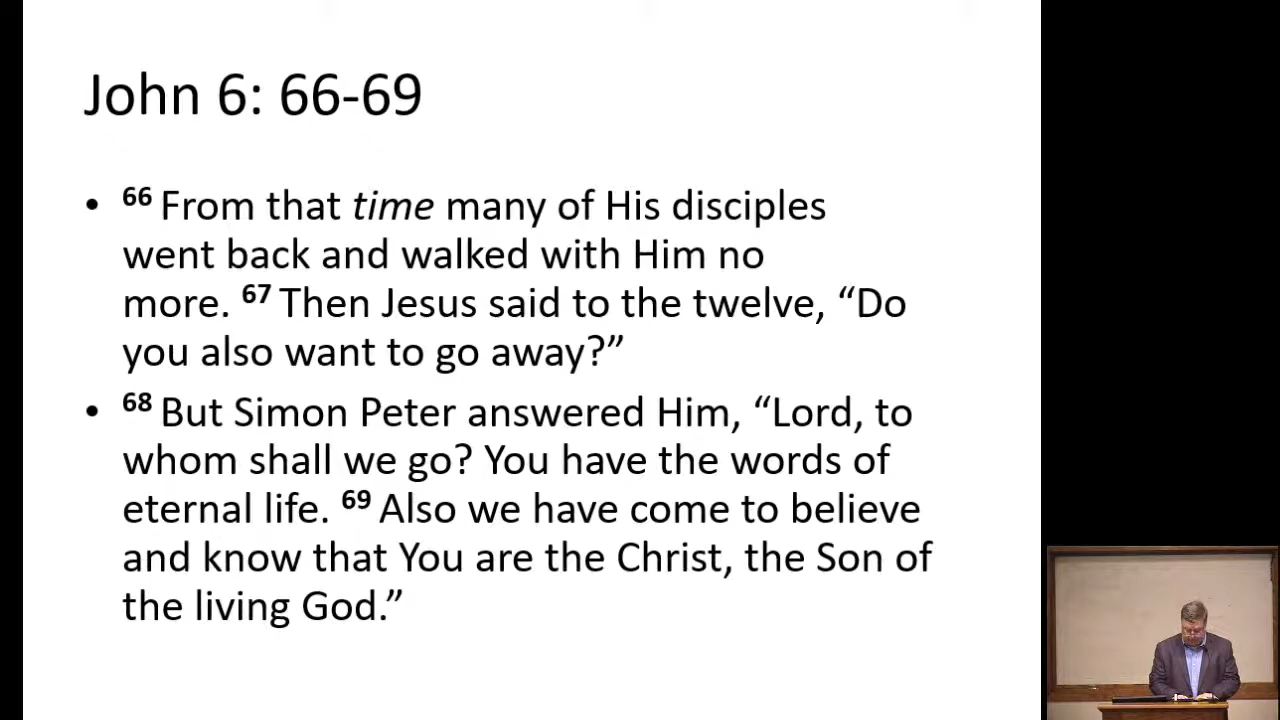 John 6: 66-69
• 66 From that time many of His disciples
went back and walked with Him no
more. 67 Then Jesus said to the twelve, “Do
you also want to go away?”
• 68 But Simon Peter answered Him, “Lord, to
whom shall we go? You have the words of
eternal life. 69 Also we have come to believe
and know that You are the Christ, the Son of
the living God.”